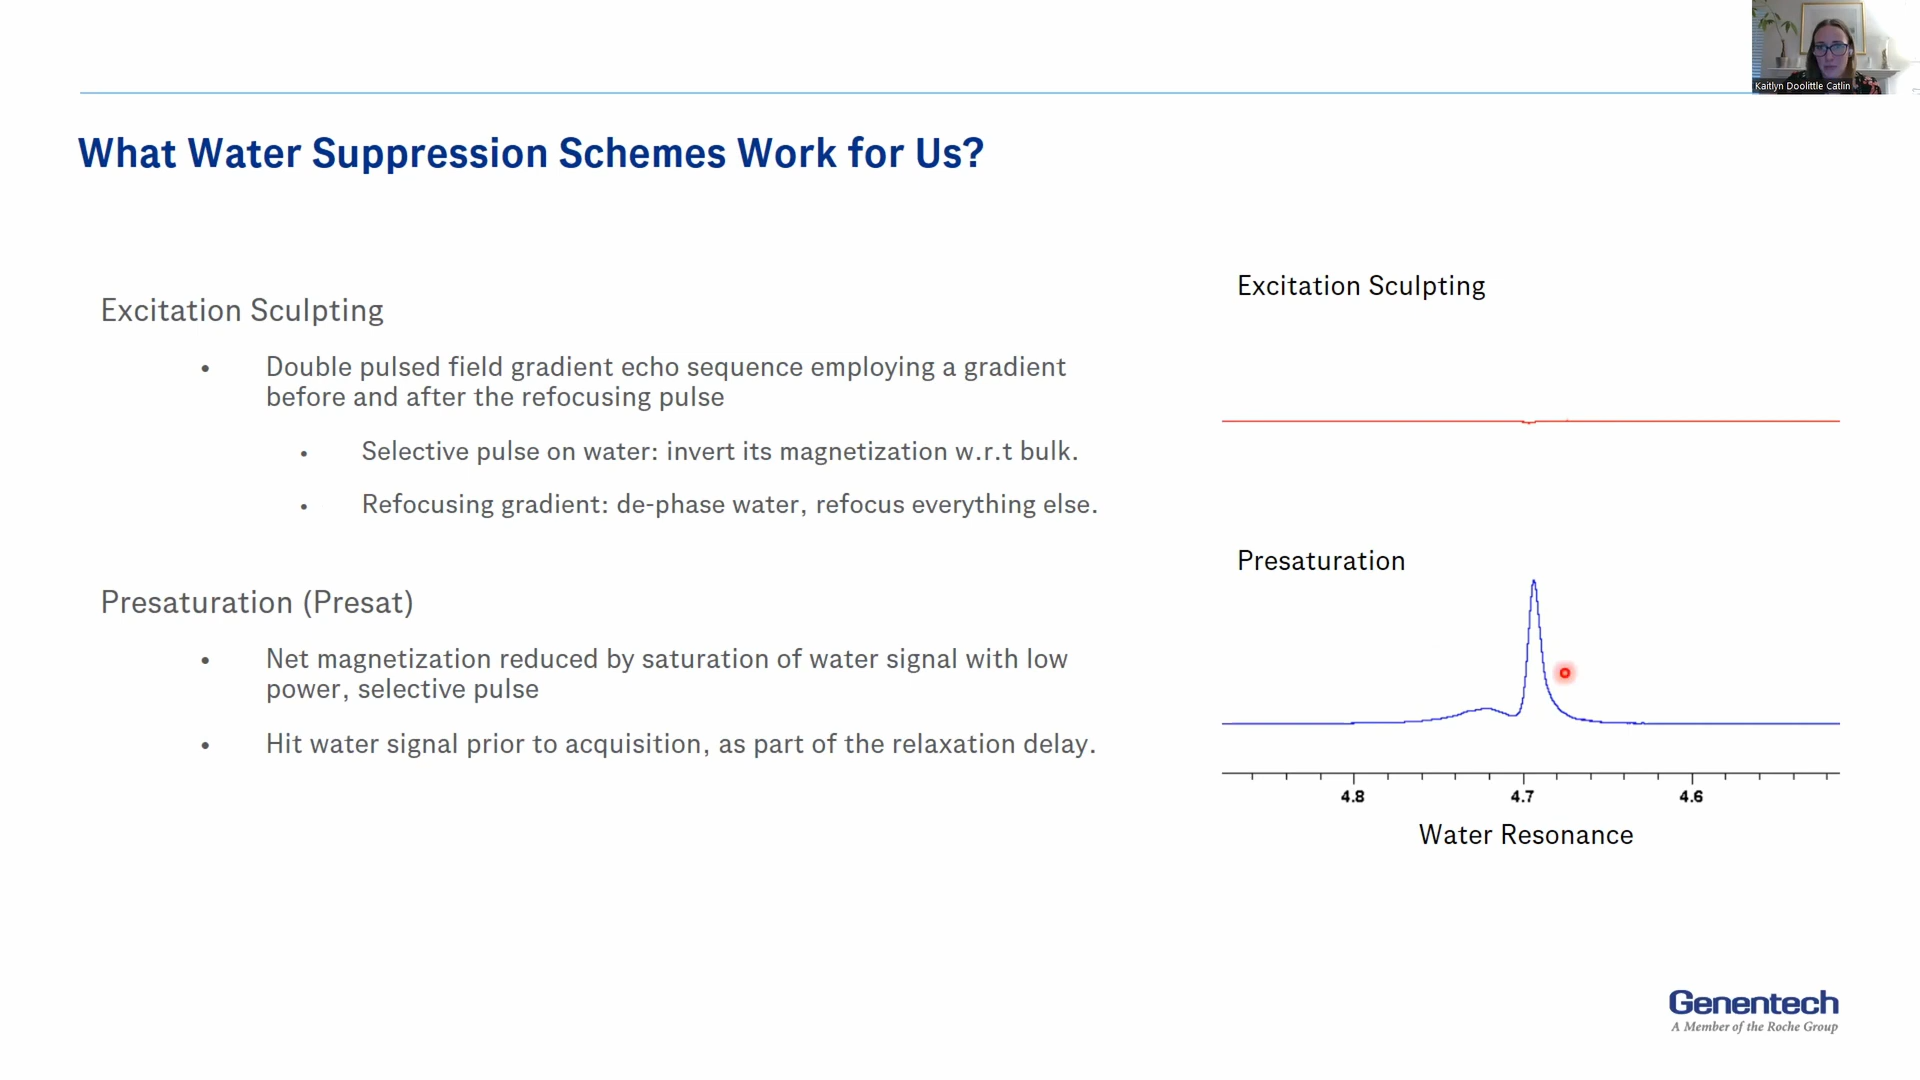 Kaitlyn Doolittle Catlin
What Water Suppression Schemes Work for Us?
Excitation Sculpting
• Double pulsed field gradient echo sequence employing a gradient
before and after the refocusing pulse
• Selective pulse on water: invert its magnetization w.r.t bulk.
• Refocusing gradient: de-phase water, refocus everything else.
Presaturation (Presat)
• Net magnetization reduced by saturation of water signal with low
power, selective pulse
• Hit water signal prior to acquisition, as part of the relaxation delay.
Excitation Sculpting
Presaturation
4.8 4.7 4.6
Water Resonance
Genentech
A Member of the Roche Group